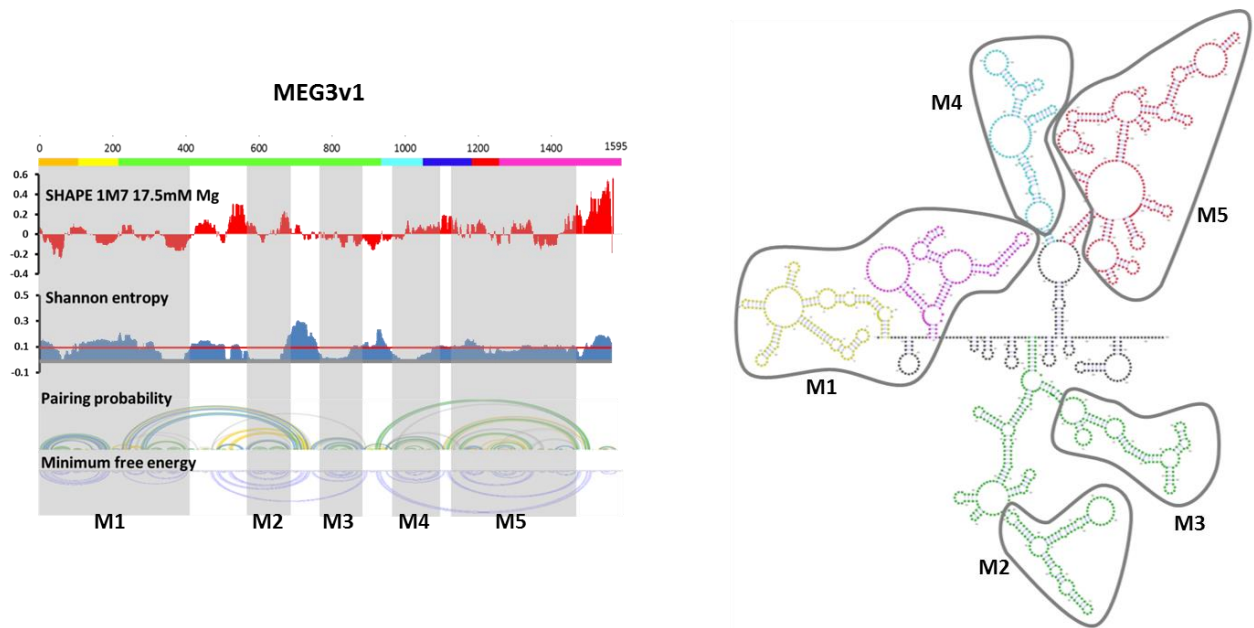 MEG3v1
0 200 400 600 800 1000 1200 1400 1595
0.6
SHAPE 1M7 17.5mM Mg
0.4
0.2
0
-0.2
-0.4
0.5
Shannon entropy
0.3
0.1
-0.1
Pairing probability
Minimum free energy
M1 M2 M3 M4 M5
M4
M5
M1
M3
M2